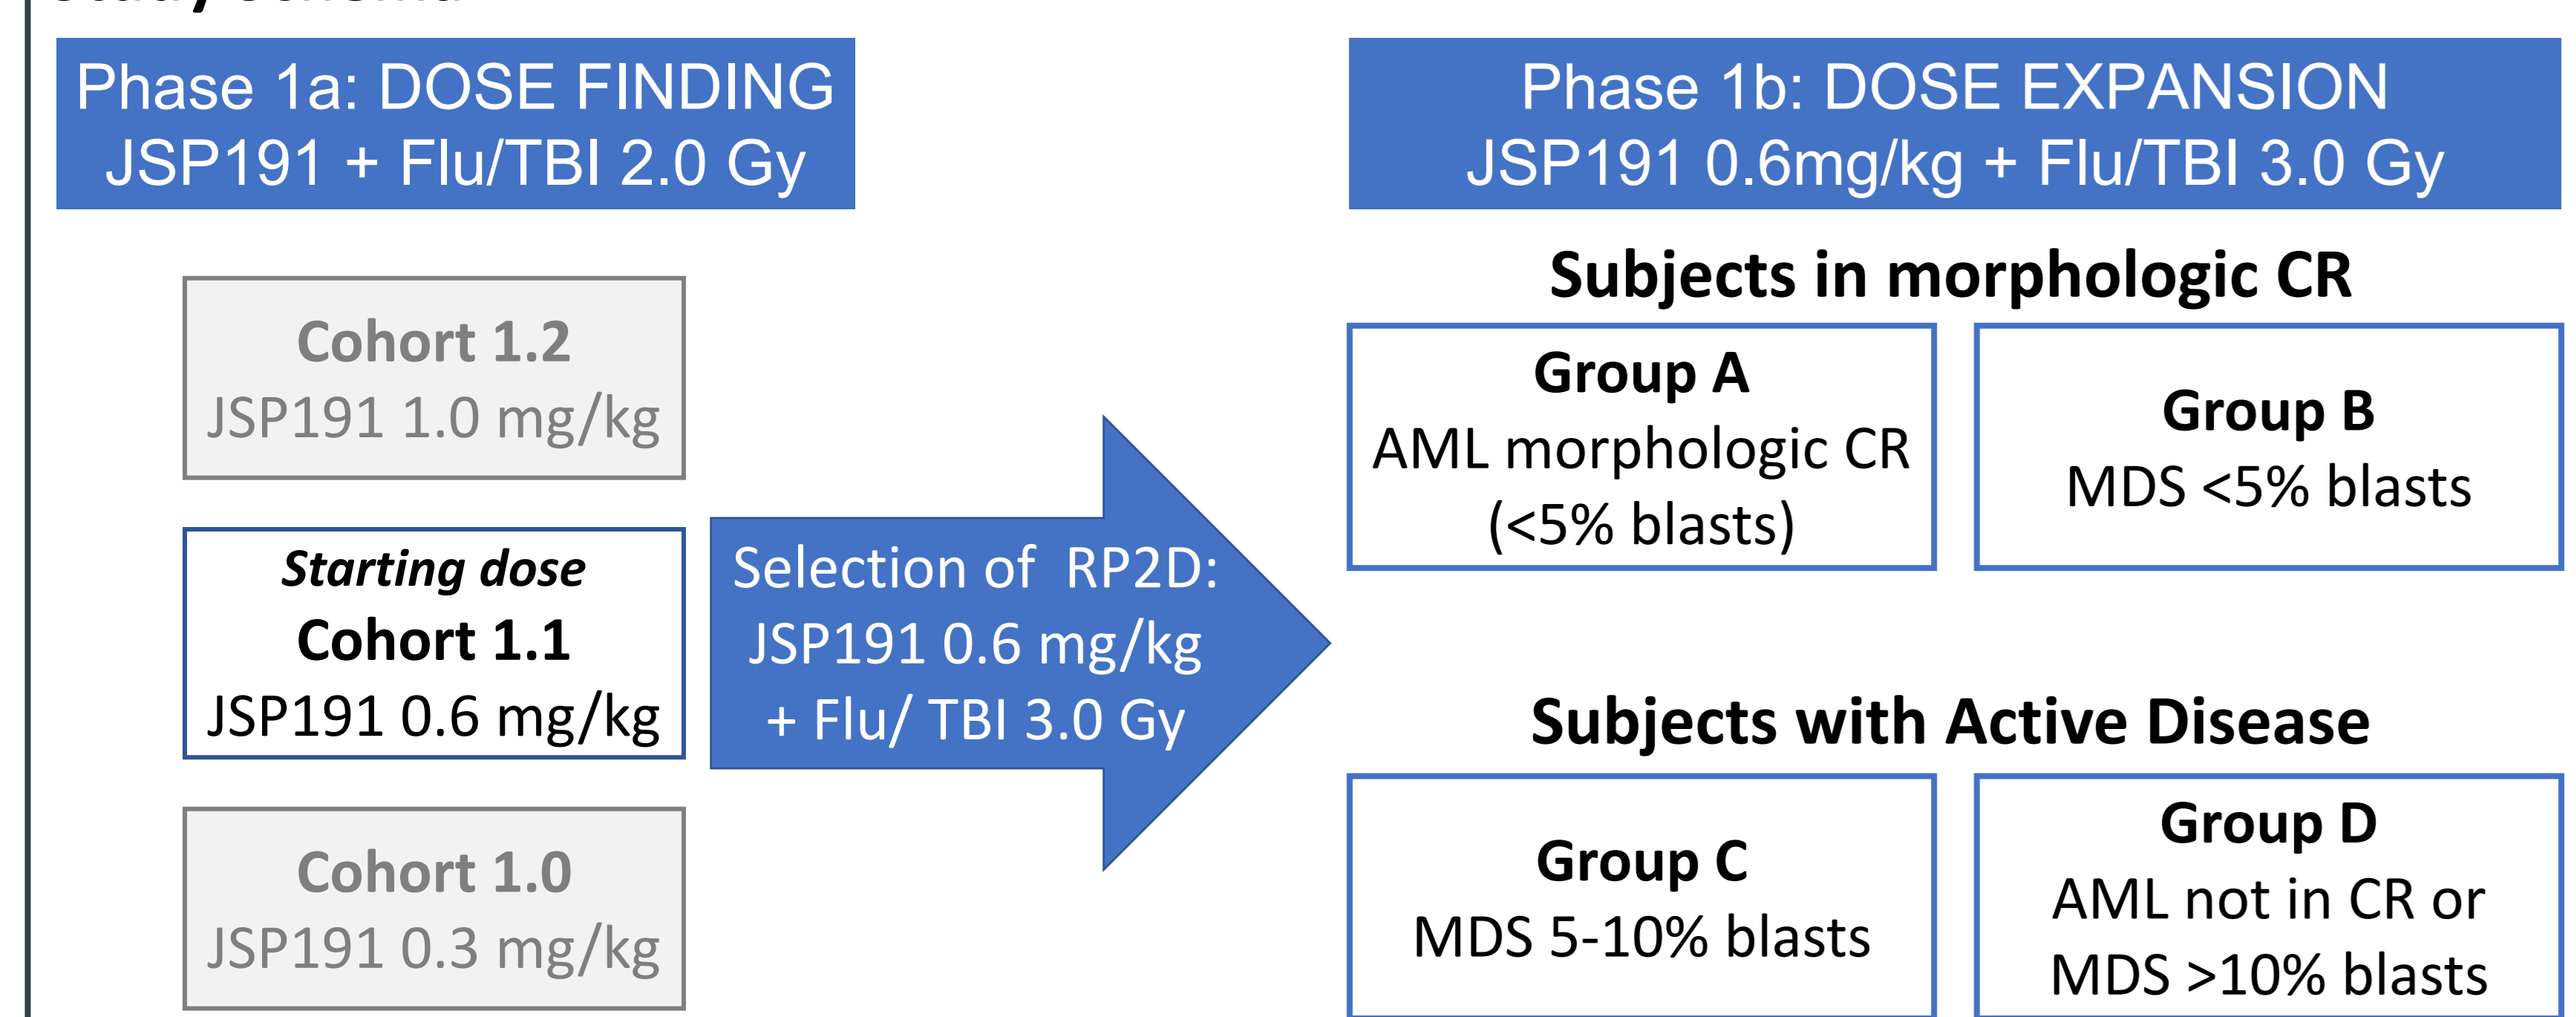 Phase 1a: DOSE FINDING
JSP191 + Flu/TBI 2.0 Gy
Cohort 1.2
JSP191 1.0 mg/kg
Starting dose
Cohort 1.1
JSP191 0.6 mg/kg
Cohort 1.0
JSP191 0.3 mg/kg
Selection of RP2D:
JSP191 0.6 mg/kg
+ Flu/ TBI 3.0 Gy
Phase 1b: DOSE EXPANSION
JSP191 0.6mg/kg + Flu/TBI 3.0 Gy
Subjects in morphologic CR
Group A
AML morphologic CR
(<5% blasts)
Group B
MDS <5% blasts
Subjects with Active Disease
Group C
MDS 5-10% blasts
Group D
AML not in CR or
MDS >10% blasts